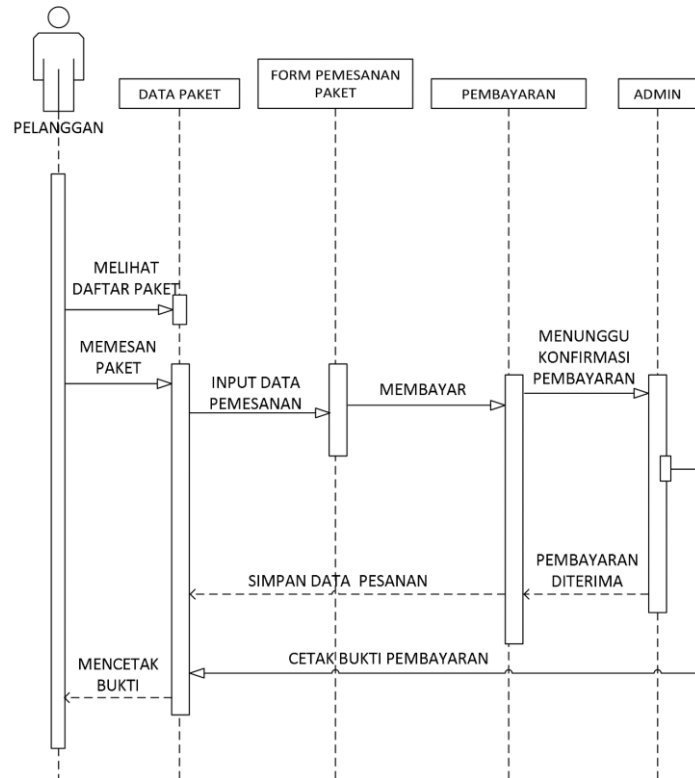 FORM PEMESANAN
PAKET
DATA PAKET
PEMBAYARAN
ADMIN
PELANGGAN
MELIHAT
DAFTAR PAKET
MEMESAN
PAKET
INPUT DATA
PEMESANAN
MEMBAYAR
MENUNGGU
KONFIRMASI
PEMBAYARAN
PEMBAYARAN
DITERIMA
SIMPAN DATA PESANAN
CETAK BUKTI PEMBAYARAN
MENCETAK
BUKTI